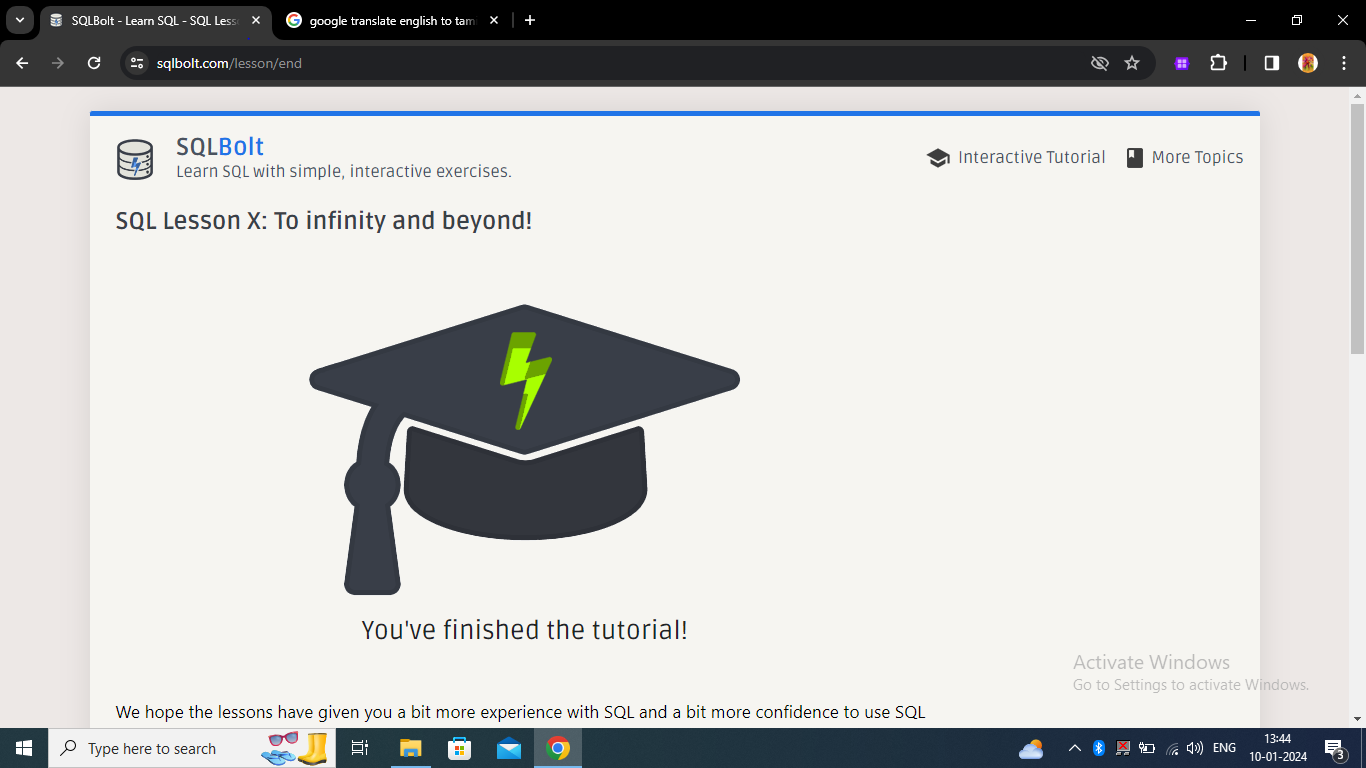 SQLBolt - Learn SQL - SQL Less
google translate english to tam
sqlbolt.com/lesson/end
SQLBolt
Learn SQL with simple, interactive exercises.
Interactive Tutorial
More Topics
SQL Lesson X: To infinity and beyond!
You've finished the tutorial!
Activate Windows
Go to Settings to activate Windows.
We hope the lessons have given you a bit more experience with SQL and a bit more confidence to use SQL
Type here to search
ENG
13:44
10-01-2024
3